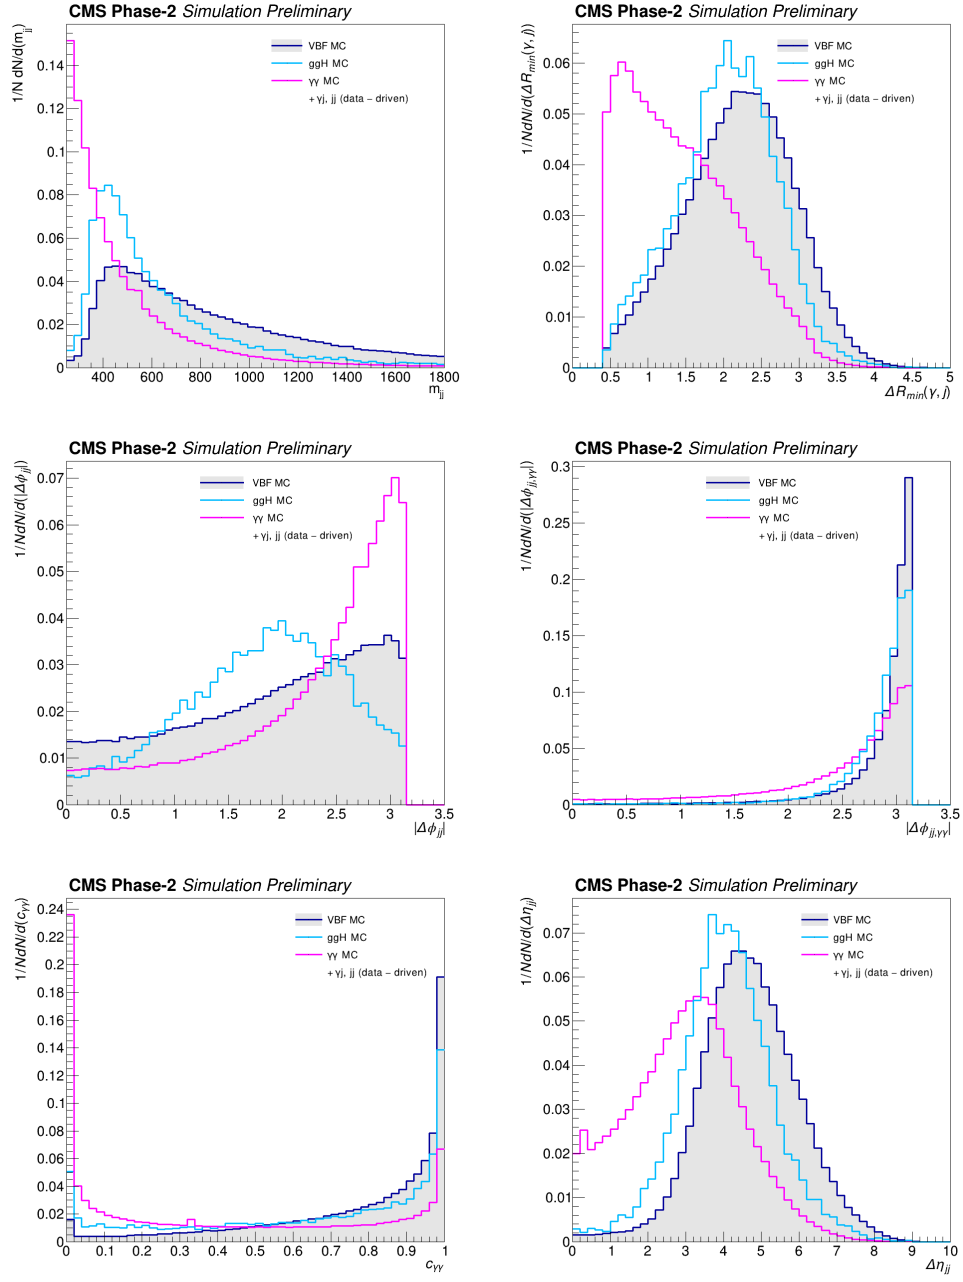 CMS Phase-2 Simulation Preliminary
1/N dN/d(m_jj)
VBF MC
ggH MC
γγ MC
+ γj, jj (data − driven)
0.14
0.12
0.1
0.08
0.06
0.04
0.02
0
400 600 800 1000 1200 1400 1600 1800
m_jj
CMS Phase-2 Simulation Preliminary
1/NdN/d(ΔR_min(γ, j)
VBF MC
ggH MC
γγ MC
+ γj, jj (data − driven)
0.06
0.05
0.04
0.03
0.02
0.01
0
0 0.5 1 1.5 2 2.5 3 3.5 4 4.5 5
ΔR_min(γ, j)
CMS Phase-2 Simulation Preliminary
1/NdN/d(|Δϕ_jj|)
VBF MC
ggH MC
γγ MC
+ γj, jj (data − driven)
0.07
0.06
0.05
0.04
0.03
0.02
0.01
0
0 0.5 1 1.5 2 2.5 3 3.5
|Δϕ_jj|
CMS Phase-2 Simulation Preliminary
1/NdN/d(|Δϕ_jj,γγ|)
VBF MC
ggH MC
γγ MC
+ γj, jj (data − driven)
0.3
0.25
0.2
0.15
0.1
0.05
0
0 0.5 1 1.5 2 2.5 3 3.5
|Δϕ_jj,γγ|
CMS Phase-2 Simulation Preliminary
1/NdN/d(c_γγ)
VBF MC
ggH MC
γγ MC
+ γj, jj (data − driven)
0.24
0.22
0.2
0.18
0.16
0.14
0.12
0.1
0.08
0.06
0.04
0.02
0
0 0.1 0.2 0.3 0.4 0.5 0.6 0.7 0.8 0.9 1
c_γγ
CMS Phase-2 Simulation Preliminary
1/NdN/d(Δη_jj)
VBF MC
ggH MC
γγ MC
+ γj, jj (data − driven)
0.07
0.06
0.05
0.04
0.03
0.02
0.01
0
0 1 2 3 4 5 6 7 8 9 10
Δη_jj